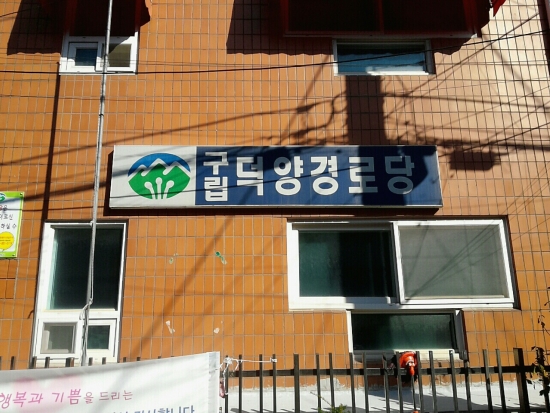 구립 덕양경로당
행복과 기쁨을 드리는